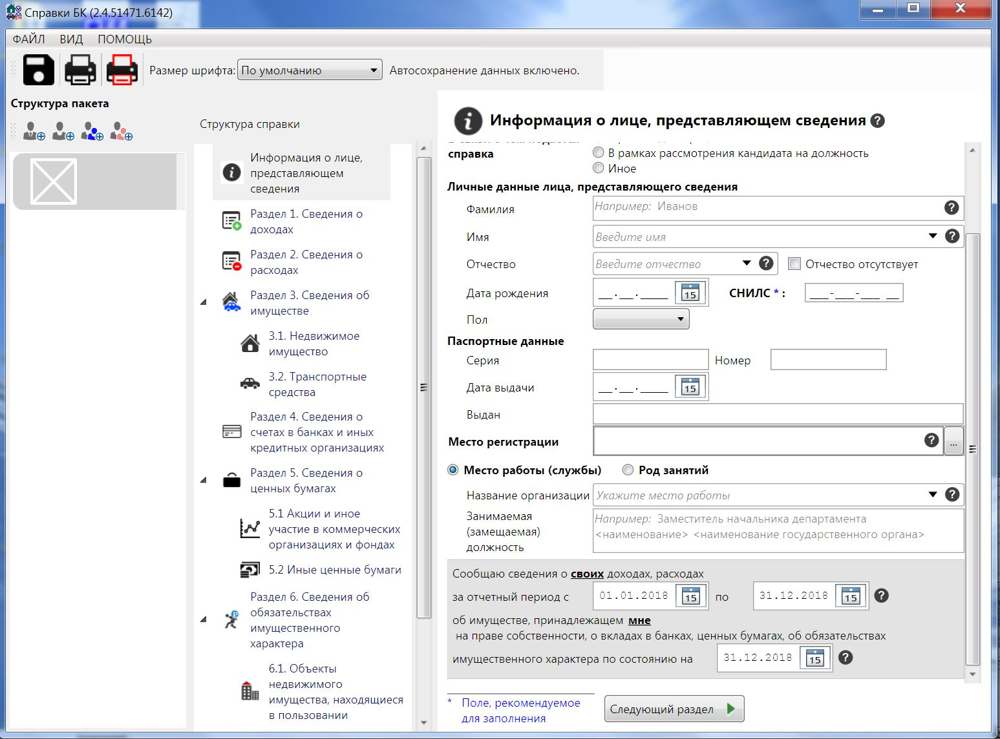 Справки БК (2.4.51471.6142)
ФАЙЛ ВИД ПОМОЩЬ
Размер шрифта: По умолчанию Автосохранение данных включено.
Структура пакета
Структура справки
Информация о лице,
представляющем
сведения
Раздел 1. Сведения о
доходах
Раздел 2. Сведения о
расходах
Раздел 3. Сведения об
имуществе
3.1. Недвижимое
имущество
3.2. Транспортные
средства
Раздел 4. Сведения о
счетах в банках и иных
кредитных организациях
Раздел 5. Сведения о
ценных бумагах
5.1 Акции и иное
участие в коммерческих
организациях и фондах
5.2 Иные ценные бумаги
Раздел 6. Сведения об
обязательствах
имущественного
характера
6.1. Объекты
недвижимого
имущества, находящиеся
в пользовании
Информация о лице, представляющем сведения ?
справка
В рамках рассмотрения кандидата на должность
Иное
Личные данные лица, представляющего сведения
Фамилия Например: Иванов ?
Имя Введите имя ?
Отчество Введите отчество ? Отчество отсутствует
Дата рождения __.__.____ 15 СНИЛС * : ___-___-___ __
Пол
Паспортные данные
Серия Номер
Дата выдачи __.__.____ 15
Выдан
Место регистрации ? ...
Место работы (службы) Род занятий
Название организации Укажите место работы ?
Занимаемая
(замещаемая)
должность
Например: Заместитель начальника департамента
<наименование> <наименование государственного органа>
Сообщаю сведения о своих доходах, расходах
за отчетный период с 01.01.2018 15 по 31.12.2018 15 ?
об имуществе, принадлежащем мне
на праве собственности, о вкладах в банках, ценных бумагах, об обязательствах
имущественного характера по состоянию на 31.12.2018 15 ?
* Поле, рекомендуемое
для заполнения
Следующий раздел